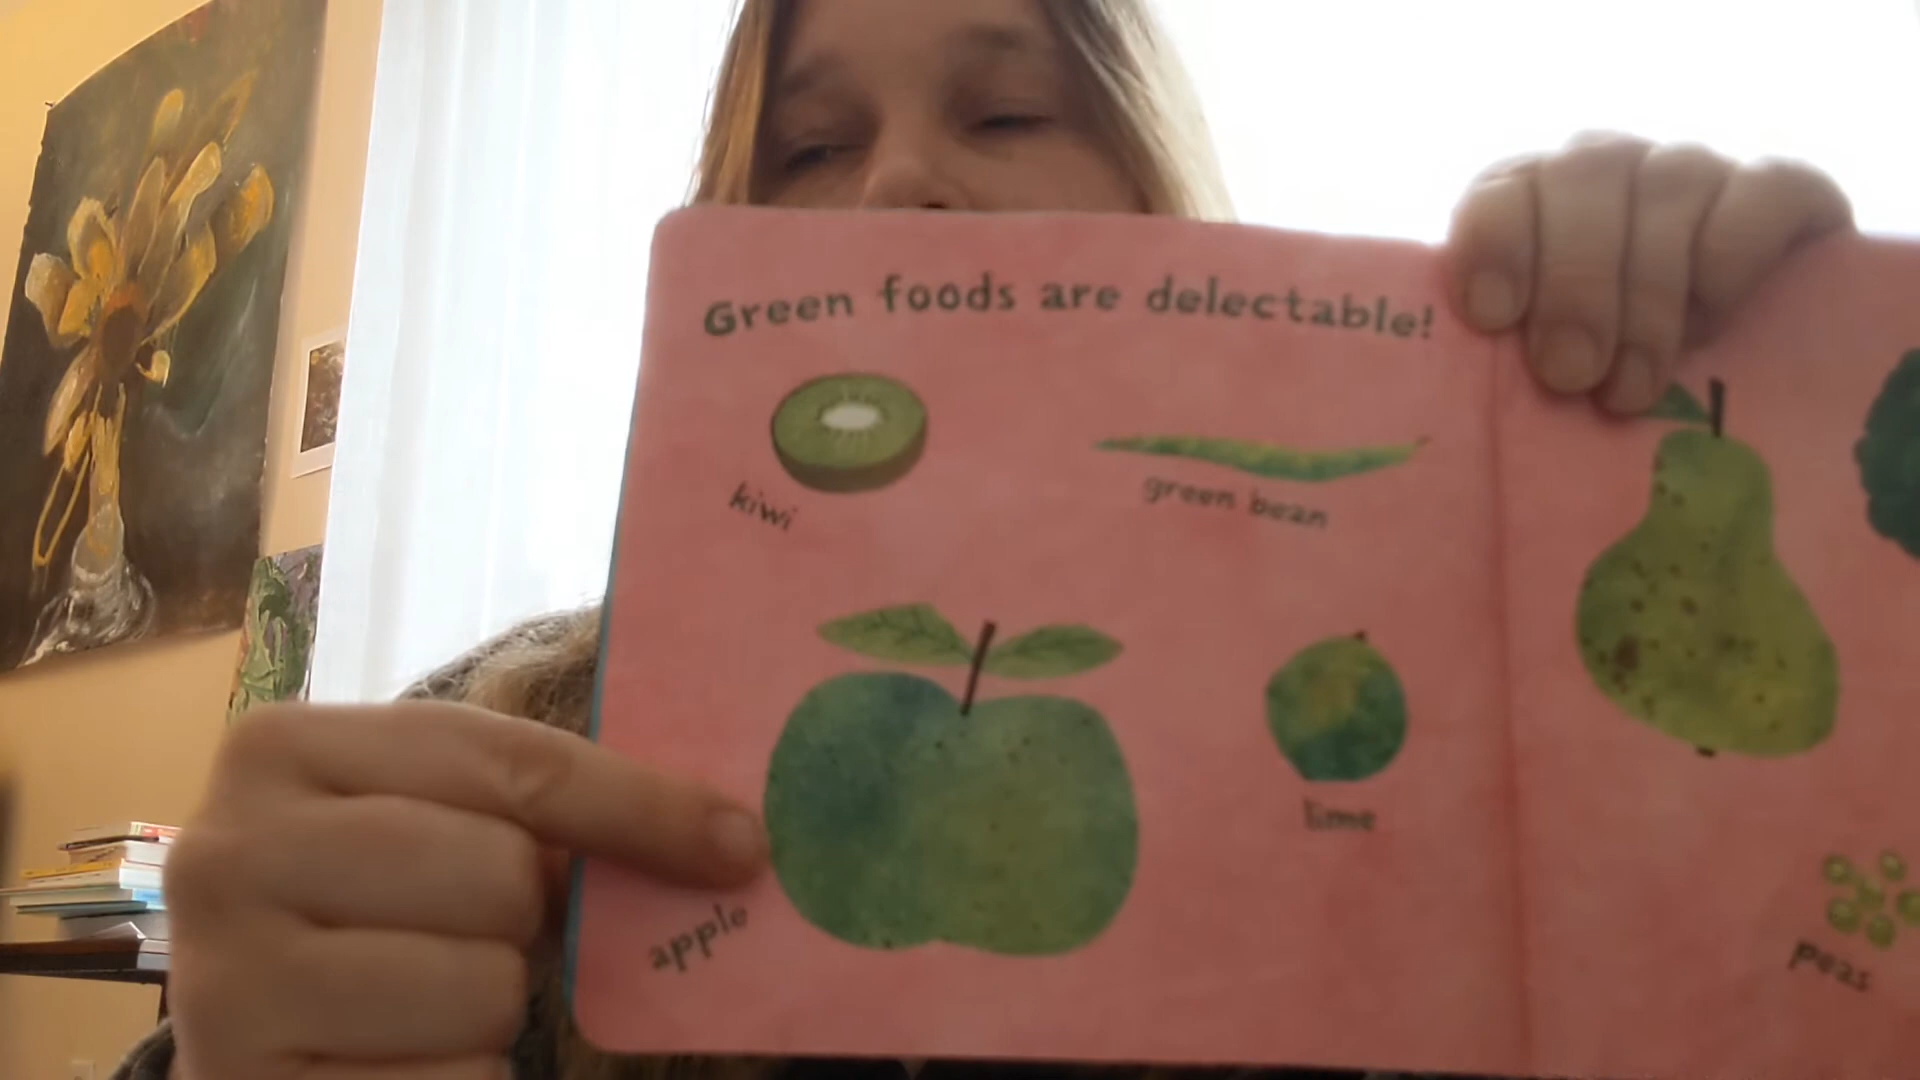 Green foods are delectable!
kiwi
green bean
apple
lime
peas